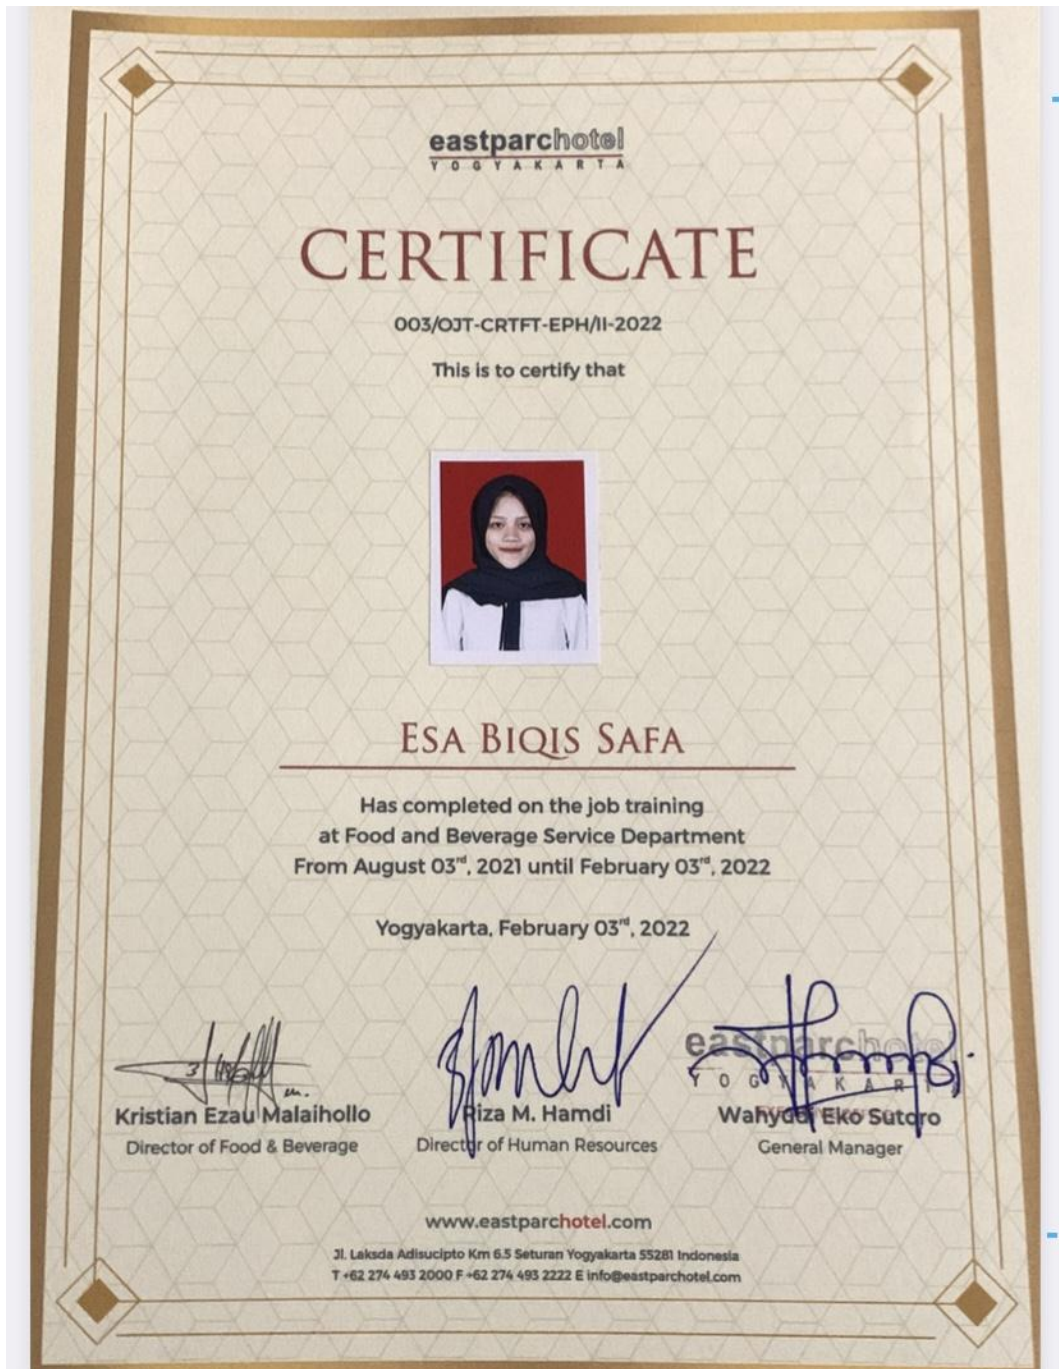 eastparchotel
YOGYAKARTA
CERTIFICATE
003/OJT-CRTFT-EPH/II-2022
This is to certify that
ESA BIQIS SAFA
Has completed on the job training
at Food and Beverage Service Department
From August 03rd, 2021 until February 03rd, 2022
Yogyakarta, February 03rd, 2022
eastparchotel
YOGYAKARTA
Kristian Ezau Malaihollo
Riza M. Hamdi
Wahyudi Eko Sutoro
Director of Food & Beverage
Director of Human Resources
General Manager
www.eastparchotel.com
Jl. Laksda Adisucipto Km 6.5 Seturan Yogyakarta 55281 Indonesia
T +62 274 493 2000 F +62 274 493 2222 E info@eastparchotel.com